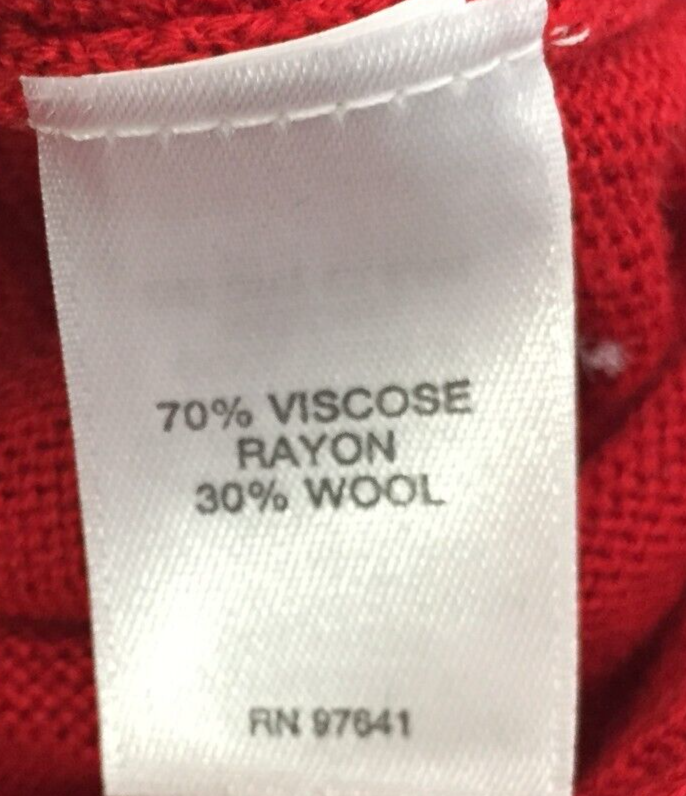 70% VISCOSE
RAYON
30% WOOL
RN 97641